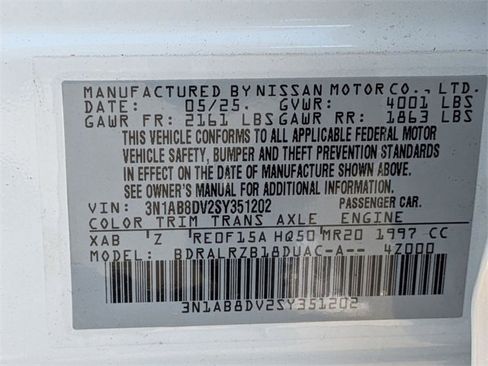 MANUFACTURED BY NISSAN MOTOR CO., LTD.
DATE: 05/25. GVWR: 4001 LBS
GAWR FR: 2161 LBS GAWR RR: 1863 LBS
THIS VEHICLE CONFORMS TO ALL APPLICABLE FEDERAL MOTOR
VEHICLE SAFETY, BUMPER AND THEFT PREVENTION STANDARDS
IN EFFECT ON THE DATE OF MANUFACTURE SHOWN ABOVE.
SEE OWNER'S MANUAL FOR ADDITIONAL INFORMATION.
VIN: 3N1AB8DV2SY351202 PASSENGER CAR.
COLOR TRIM TRANS AXLE ENGINE
XAB Z RE0F15A HQ50 MR20 1997 CC
MODEL: BDRALRZB18DUAC-A-- 4Z000
3N1AB8DV2SY351202